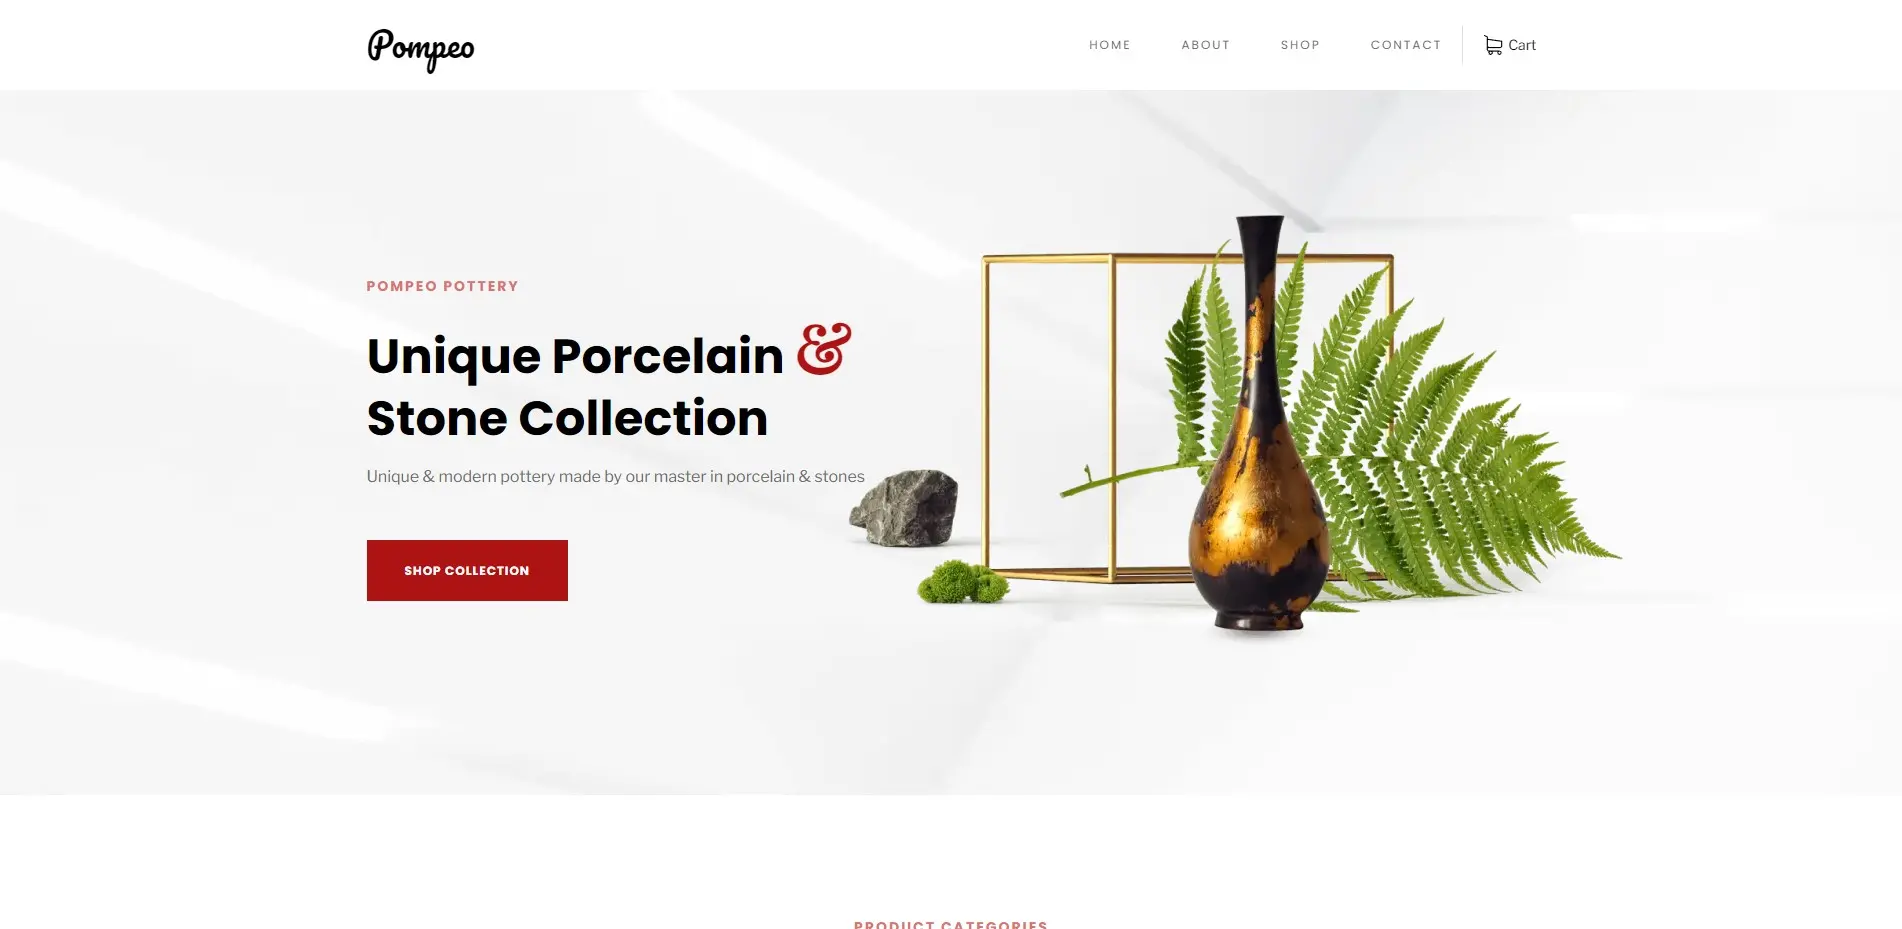 Pompeo
HOME ABOUT SHOP CONTACT Cart
POMPEO POTTERY
Unique Porcelain &
Stone Collection
Unique & modern pottery made by our master in porcelain & stones
SHOP COLLECTION
PRODUCT CATEGORIES